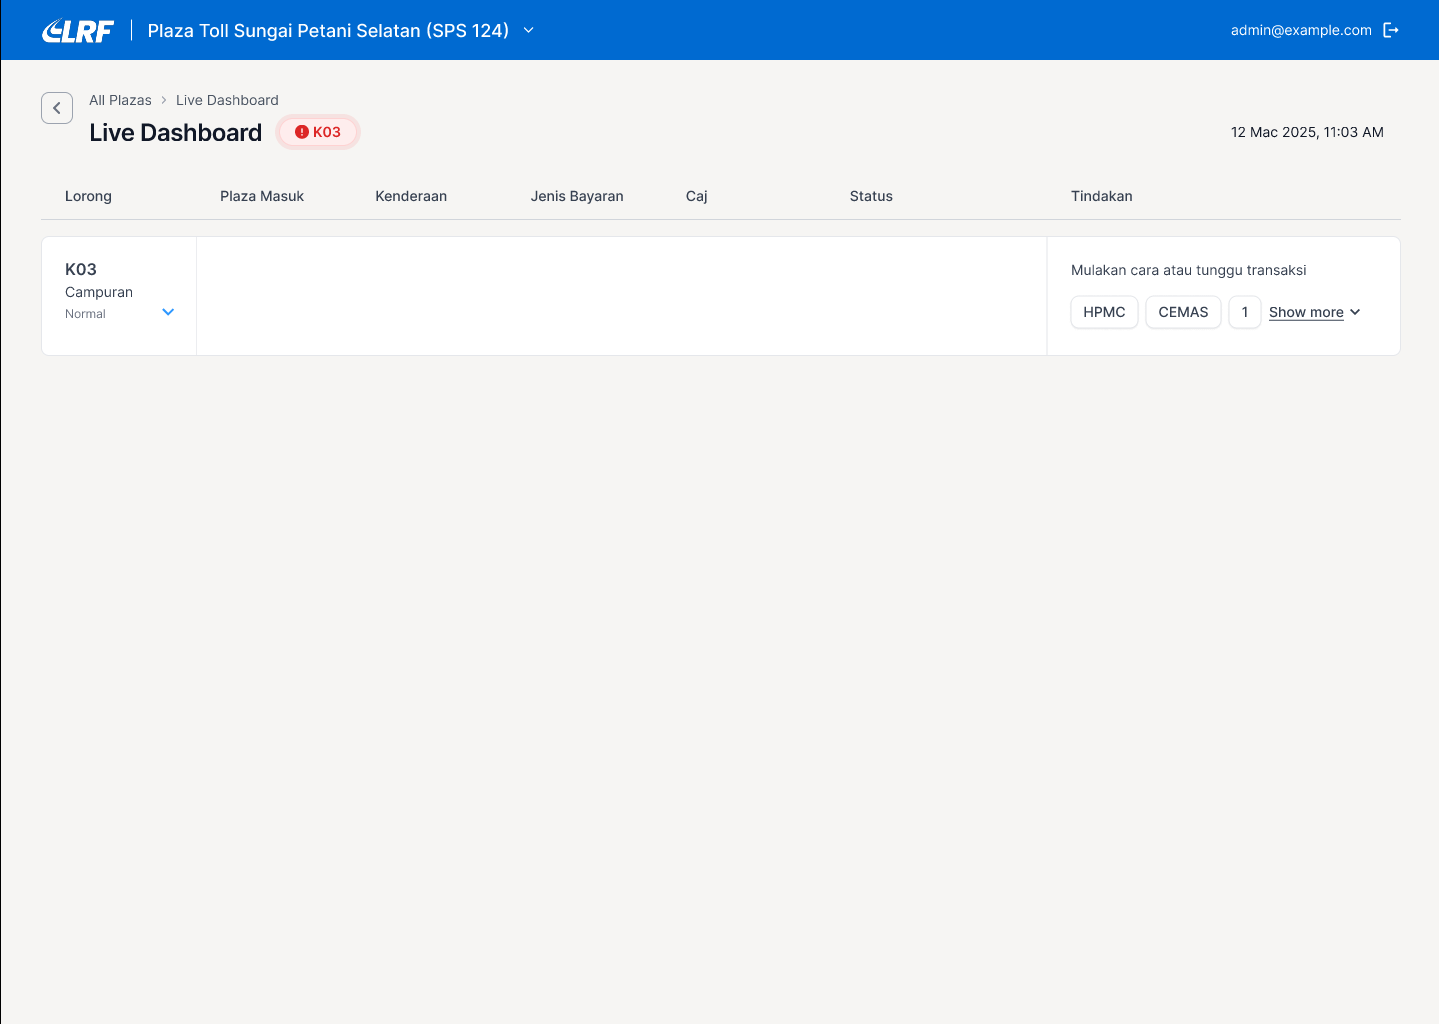 CLRF
Plaza Toll Sungai Petani Selatan (SPS 124)
admin@example.com
All Plazas
Live Dashboard
Live Dashboard
K03
12 Mac 2025, 11:03 AM
Lorong
Plaza Masuk
Kenderaan
Jenis Bayaran
Caj
Status
Tindakan
K03
Campuran
Normal
Mulakan cara atau tunggu transaksi
HPMC
CEMAS
1
Show more